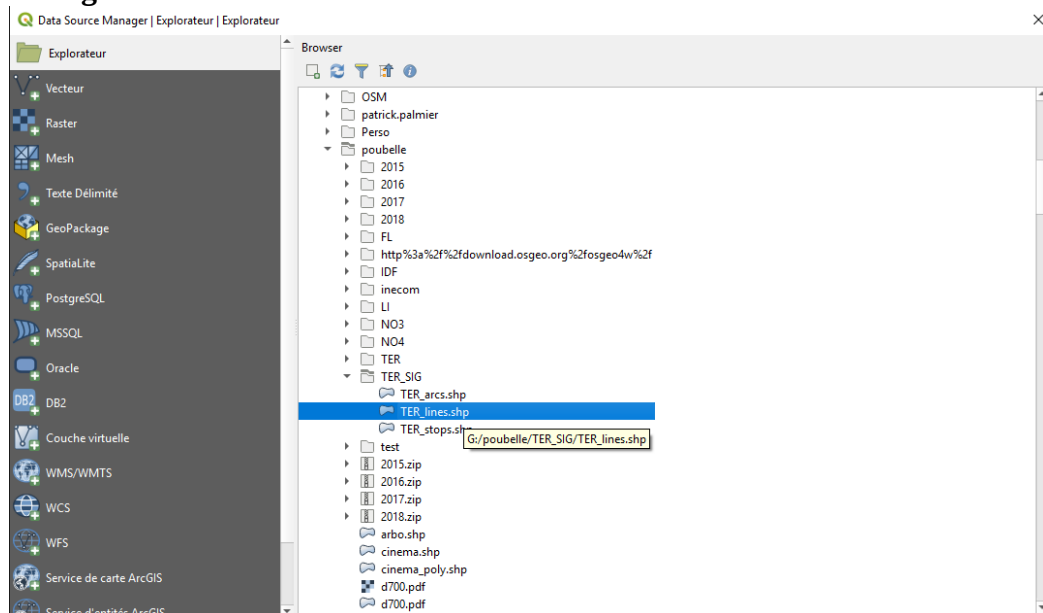 Data Source Manager | Explorateur | Explorateur
Explorateur
Vecteur
Raster
Mesh
Texte Délimité
GeoPackage
SpatiaLite
PostgreSQL
MSSQL
Oracle
DB2
DB2
Couche virtuelle
WMS/WMTS
WCS
WFS
Service de carte ArcGIS
Service d'entités ArcGIS
Browser
OSM
patrick.palmier
Perso
poubelle
2015
2016
2017
2018
FL
http%3a%2f%2fdownload.osgeo.org%2fosgeo4w%2f
IDF
inecom
LI
NO3
NO4
TER
TER_SIG
TER_arcs.shp
TER_lines.shp
TER_stops.shp
G:/poubelle/TER_SIG/TER_lines.shp
test
2015.zip
2016.zip
2017.zip
2018.zip
arbo.shp
cinema.shp
cinema_poly.shp
d700.pdf
d700.pdf